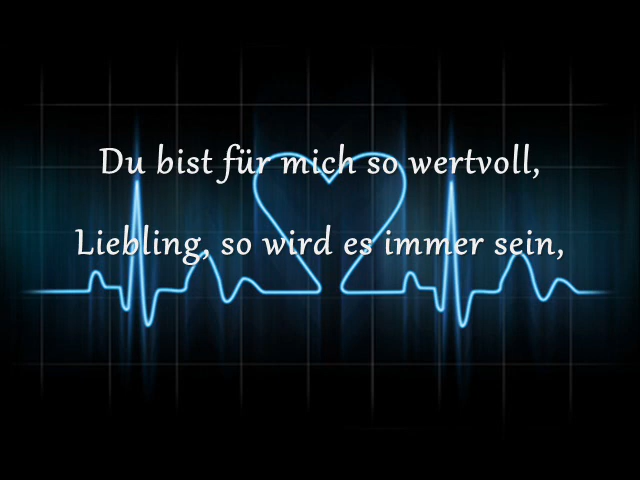 Du bist für mich so wertvoll,
Liebling, so wird es immer sein,